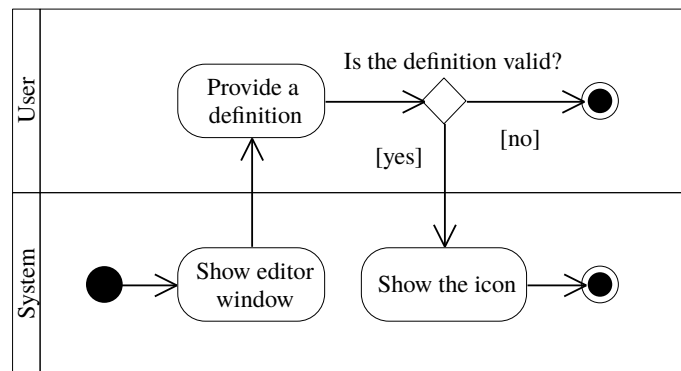 User
Is the definition valid?
Provide a
definition
[yes]
[no]
System
Show editor
window
Show the icon